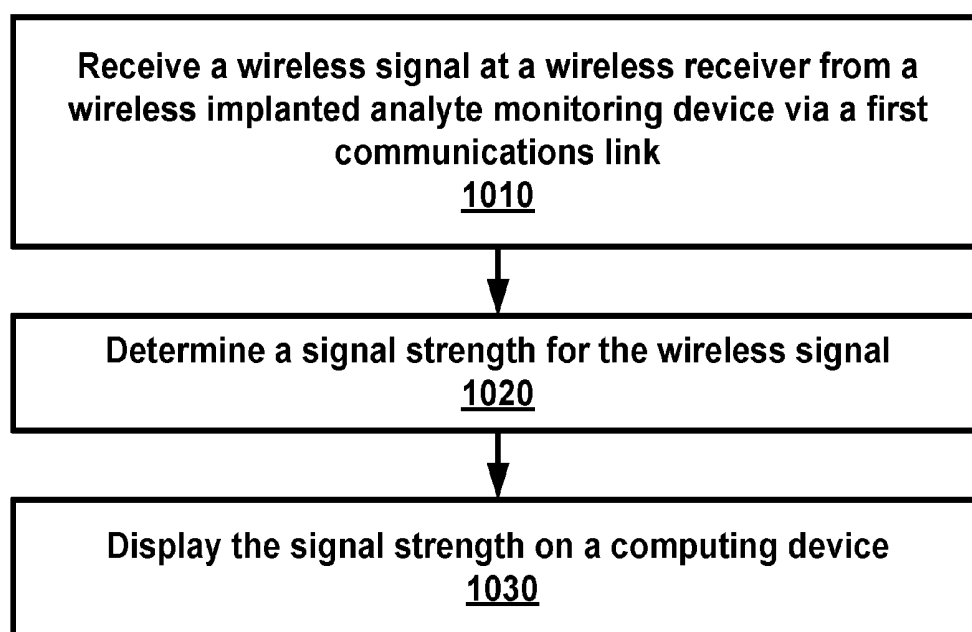 Receive a wireless signal at a wireless receiver from a
wireless implanted analyte monitoring device via a first
communications link
1010
Determine a signal strength for the wireless signal
1020
Display the signal strength on a computing device
1030